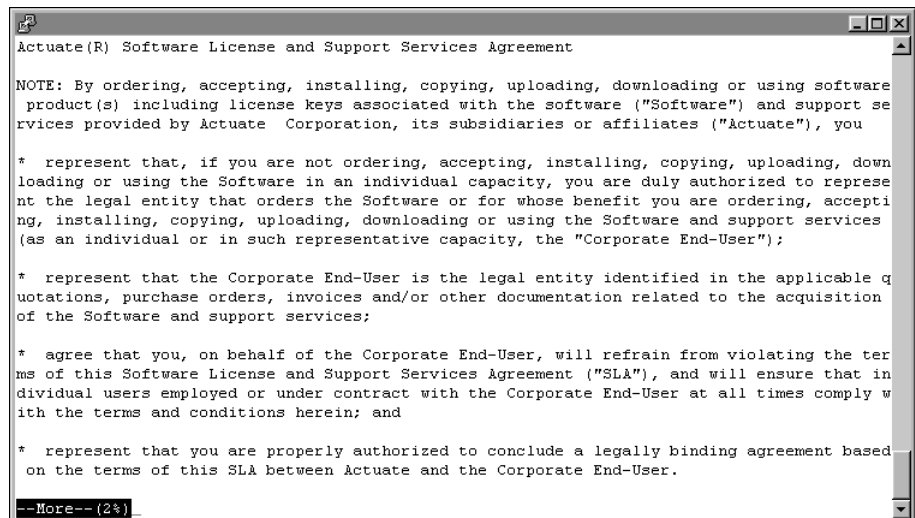 Actuate(R) Software License and Support Services Agreement
NOTE: By ordering, accepting, installing, copying, uploading, downloading or using software
 product(s) including license keys associated with the software ("Software") and support se
rvices provided by Actuate  Corporation, its subsidiaries or affiliates ("Actuate"), you
*  represent that, if you are not ordering, accepting, installing, copying, uploading, down
loading or using the Software in an individual capacity, you are duly authorized to represe
nt the legal entity that orders the Software or for whose benefit you are ordering, accepti
ng, installing, copying, uploading, downloading or using the Software and support services
(as an individual or in such representative capacity, the "Corporate End-User");
*  represent that the Corporate End-User is the legal entity identified in the applicable q
uotations, purchase orders, invoices and/or other documentation related to the acquisition
of the Software and support services;
*  agree that you, on behalf of the Corporate End-User, will refrain from violating the ter
ms of this Software License and Support Services Agreement ("SLA"), and will ensure that in
dividual users employed or under contract with the Corporate End-User at all times comply w
ith the terms and conditions herein; and
*  represent that you are properly authorized to conclude a legally binding agreement based
 on the terms of this SLA between Actuate and the Corporate End-User.
--More--(2%)